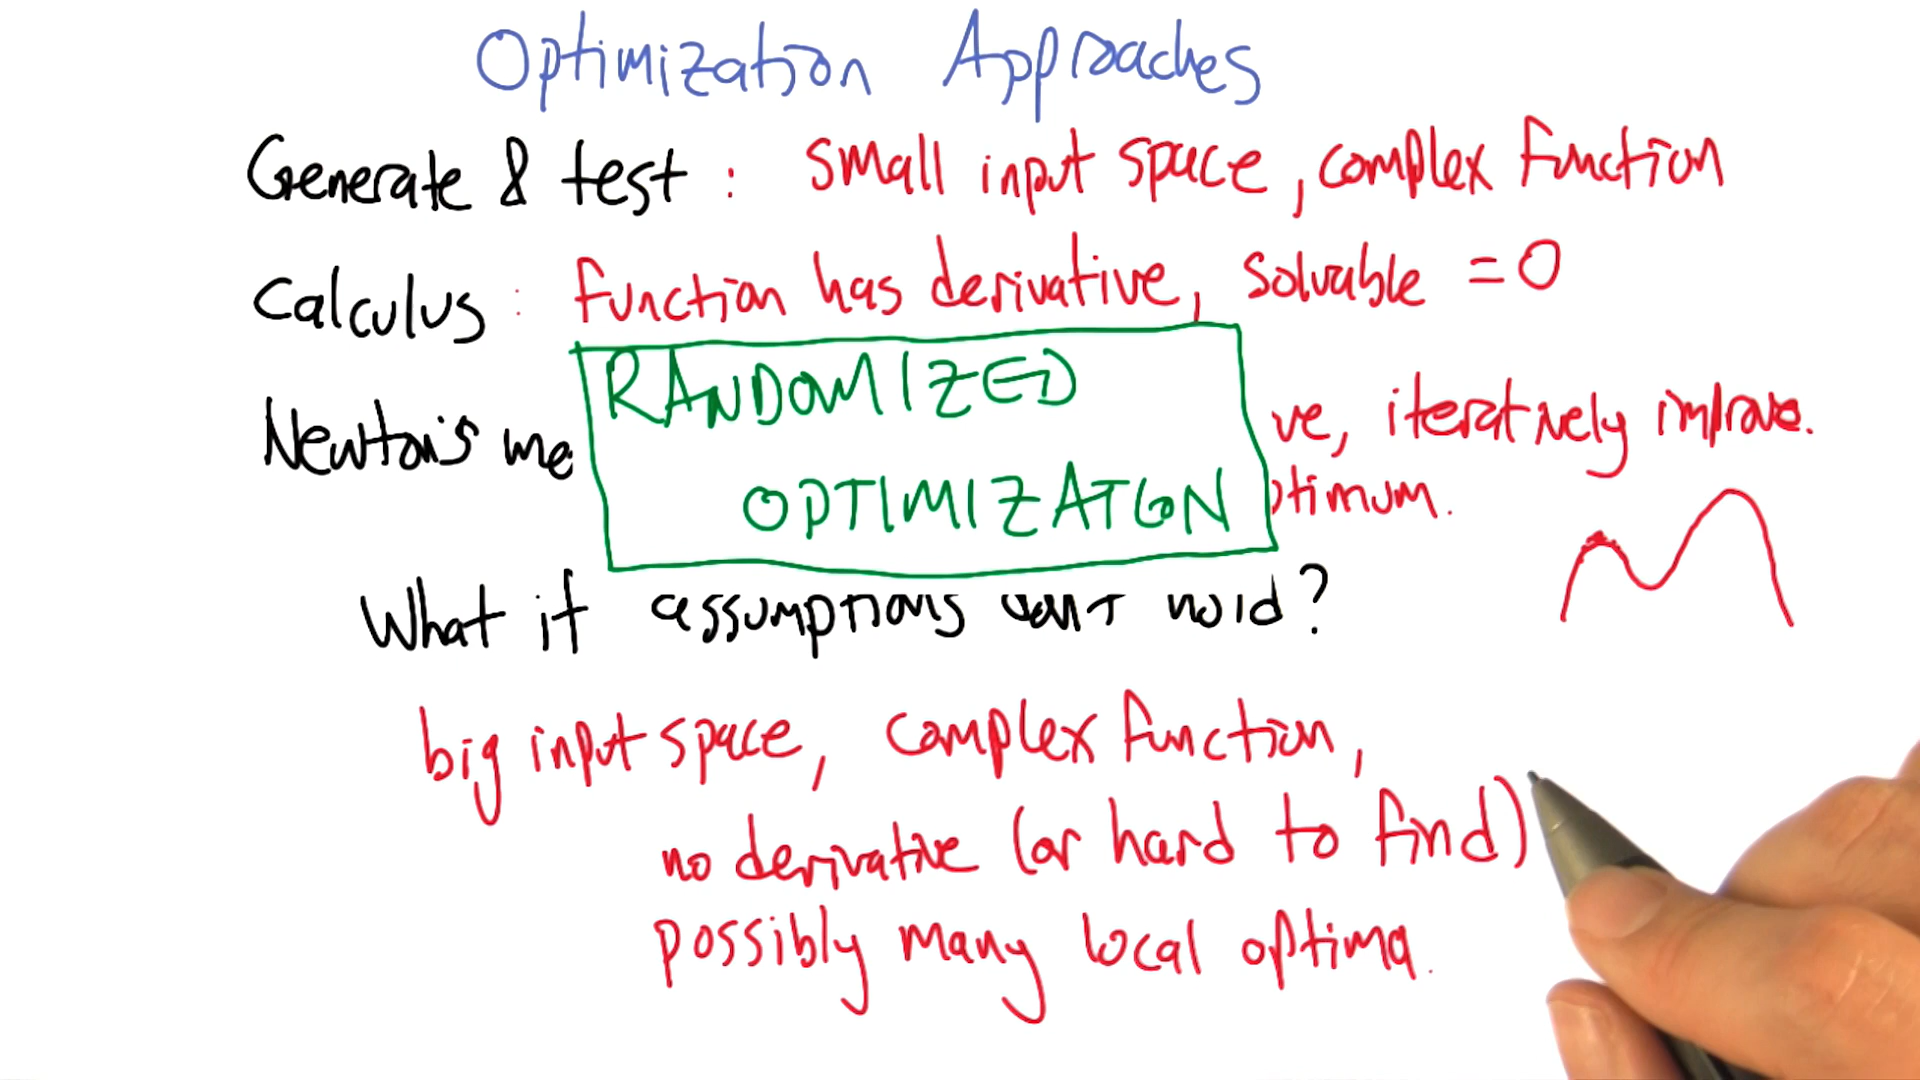 Optimization Approaches
Generate & test : small input space, complex function
Calculus : function has derivative, solvable = 0
RANDOMIZED
Newton's me ve, iteratively improve.
OPTIMIZATION
ptimum.
What if assumptions don't hold?
big input space, complex function,
no derivative (or hard to find)
possibly many local optima.